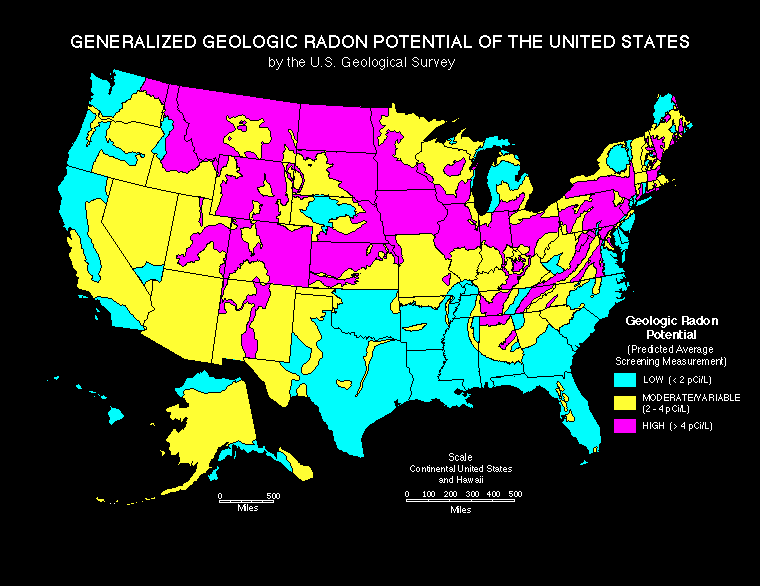 GENERALIZED GEOLOGIC RADON POTENTIAL OF THE UNITED STATES
by the U.S. Geological Survey
Geologic Radon
Potential
(Predicted Average
Screening Measurement)
LOW (< 2 pCi/L)
MODERATE/VARIABLE
(2 - 4 pCi/L)
HIGH (> 4 pCi/L)
Scale
Continental United States
and Hawaii
0 100 200 300 400 500
Miles
0 500
Miles